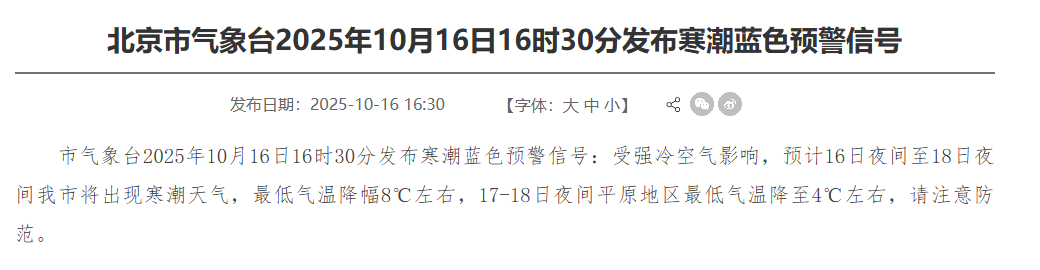 北京市气象台2025年10月16日16时30分发布寒潮蓝色预警信号
发布日期：2025-10-16 16:30 【字体：大 中 小】
市气象台2025年10月16日16时30分发布寒潮蓝色预警信号：受强冷空气影响，预计16日夜间至18日夜
间我市将出现寒潮天气，最低气温降幅8℃左右，17-18日夜间平原地区最低气温降至4℃左右，请注意防
范。